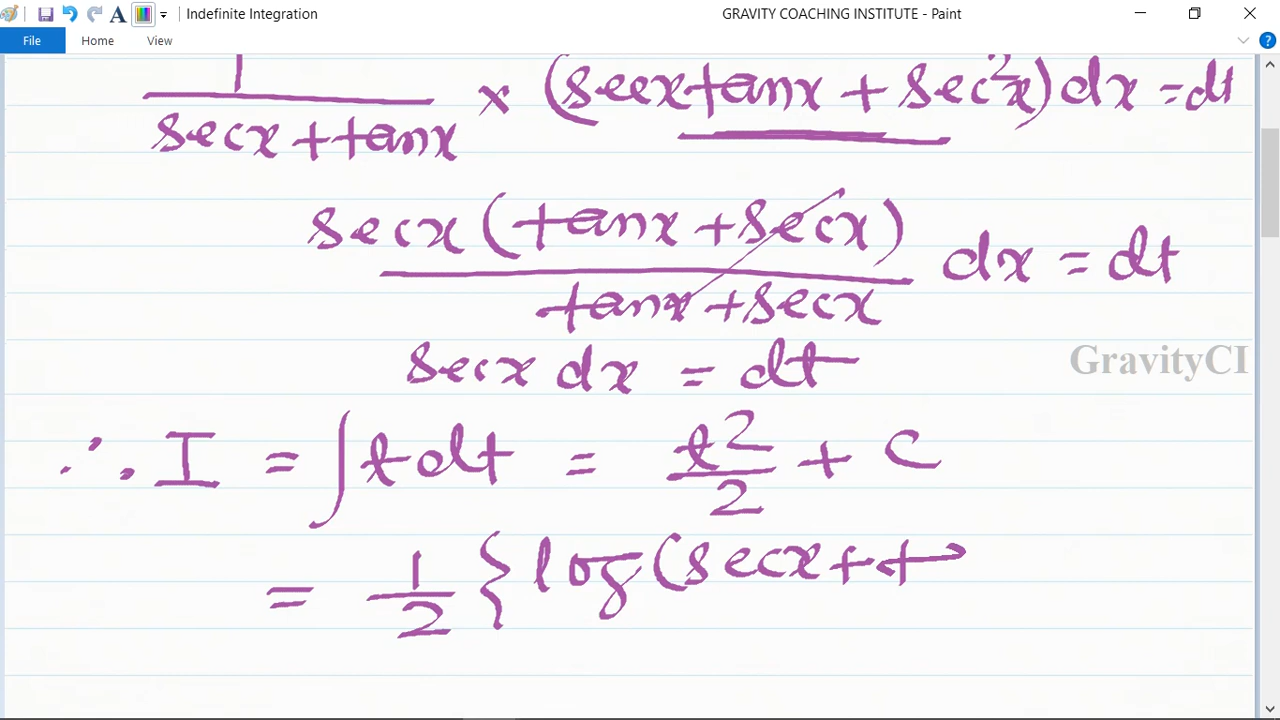 Indefinite Integration
GRAVITY COACHING INSTITUTE - Paint
File Home View
1/(secx+tanx) × (secxtanx + sec²x)dx = dt
secx(tanx+secx)/(tanx+secx) dx = dt
secx dx = dt
GravityCI
∴ I = ∫t dt = t²/2 + C
= 1/2 {log(secx+t